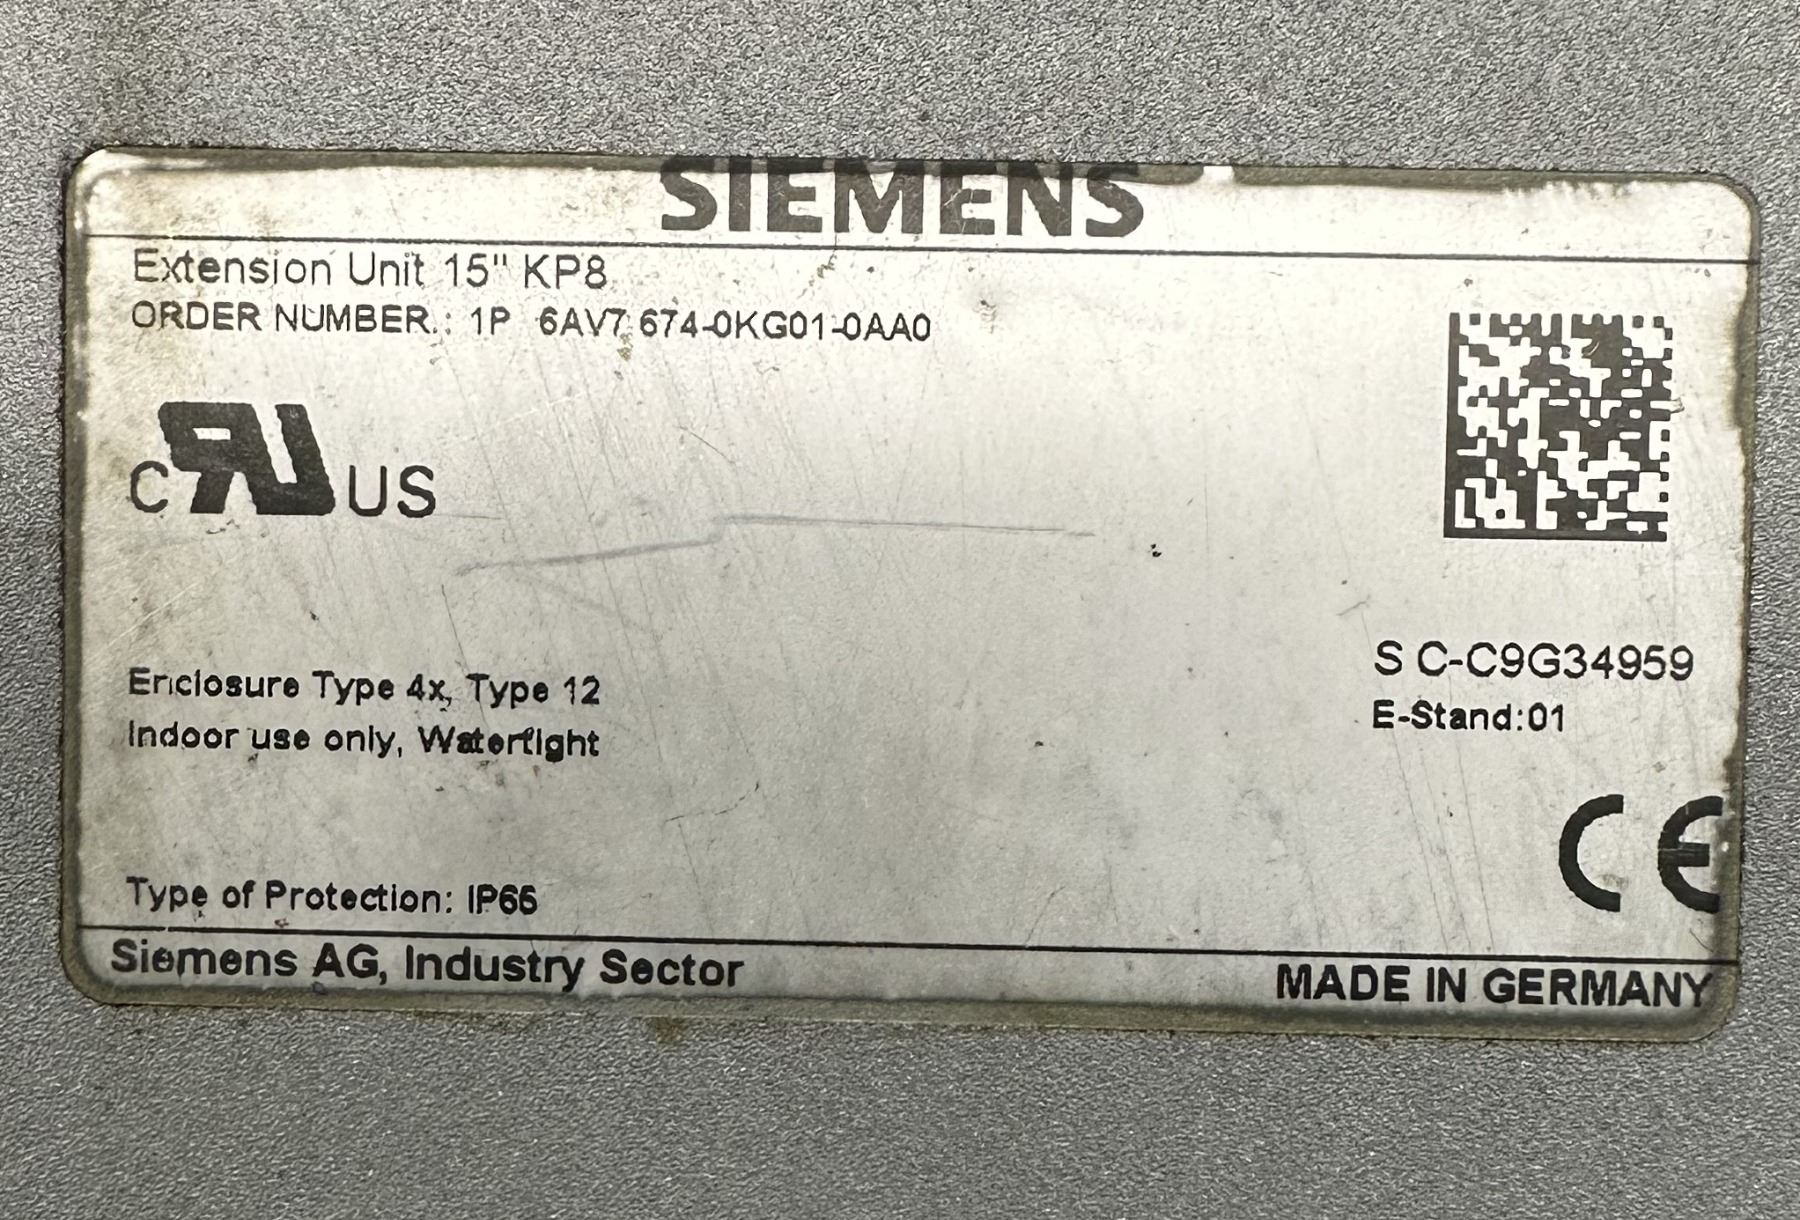 SIEMENS
Extension Unit 15" KP8
ORDER NUMBER.: 1P 6AV7 674-0KG01-0AA0
c RU US
S C-C9G34959
E-Stand:01
Enclosure Type 4x, Type 12
Indoor use only, Watertight
CE
Type of Protection: IP65
Siemens AG, Industry Sector
MADE IN GERMANY